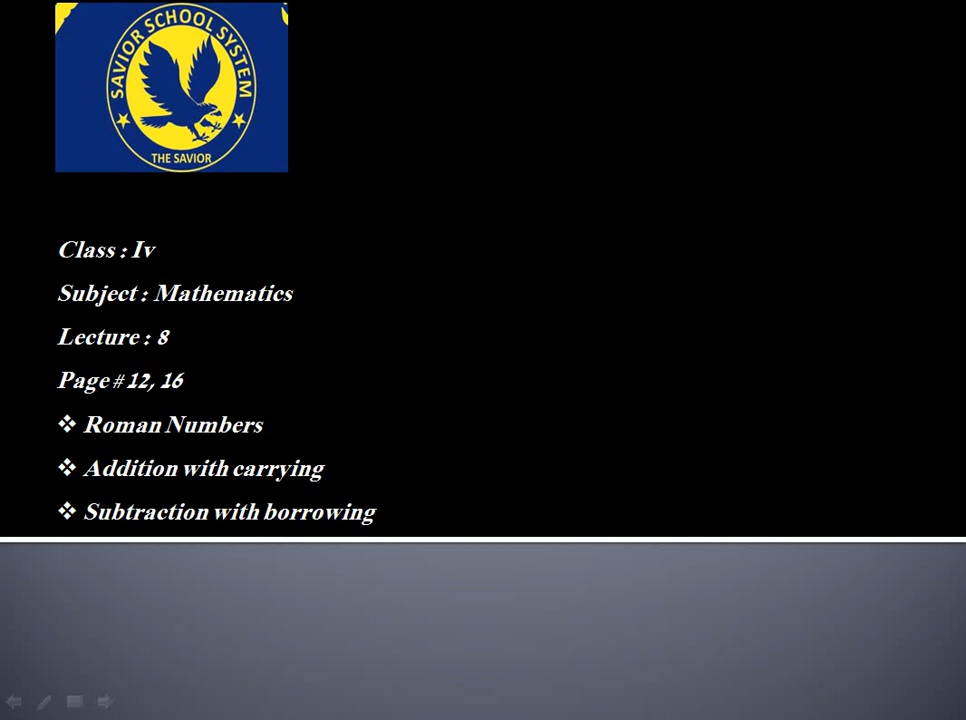 SAVIOR SCHOOL SYSTEM
THE SAVIOR
Class : Iv
Subject : Mathematics
Lecture : 8
Page # 12, 16
❖ Roman Numbers
❖ Addition with carrying
❖ Subtraction with borrowing